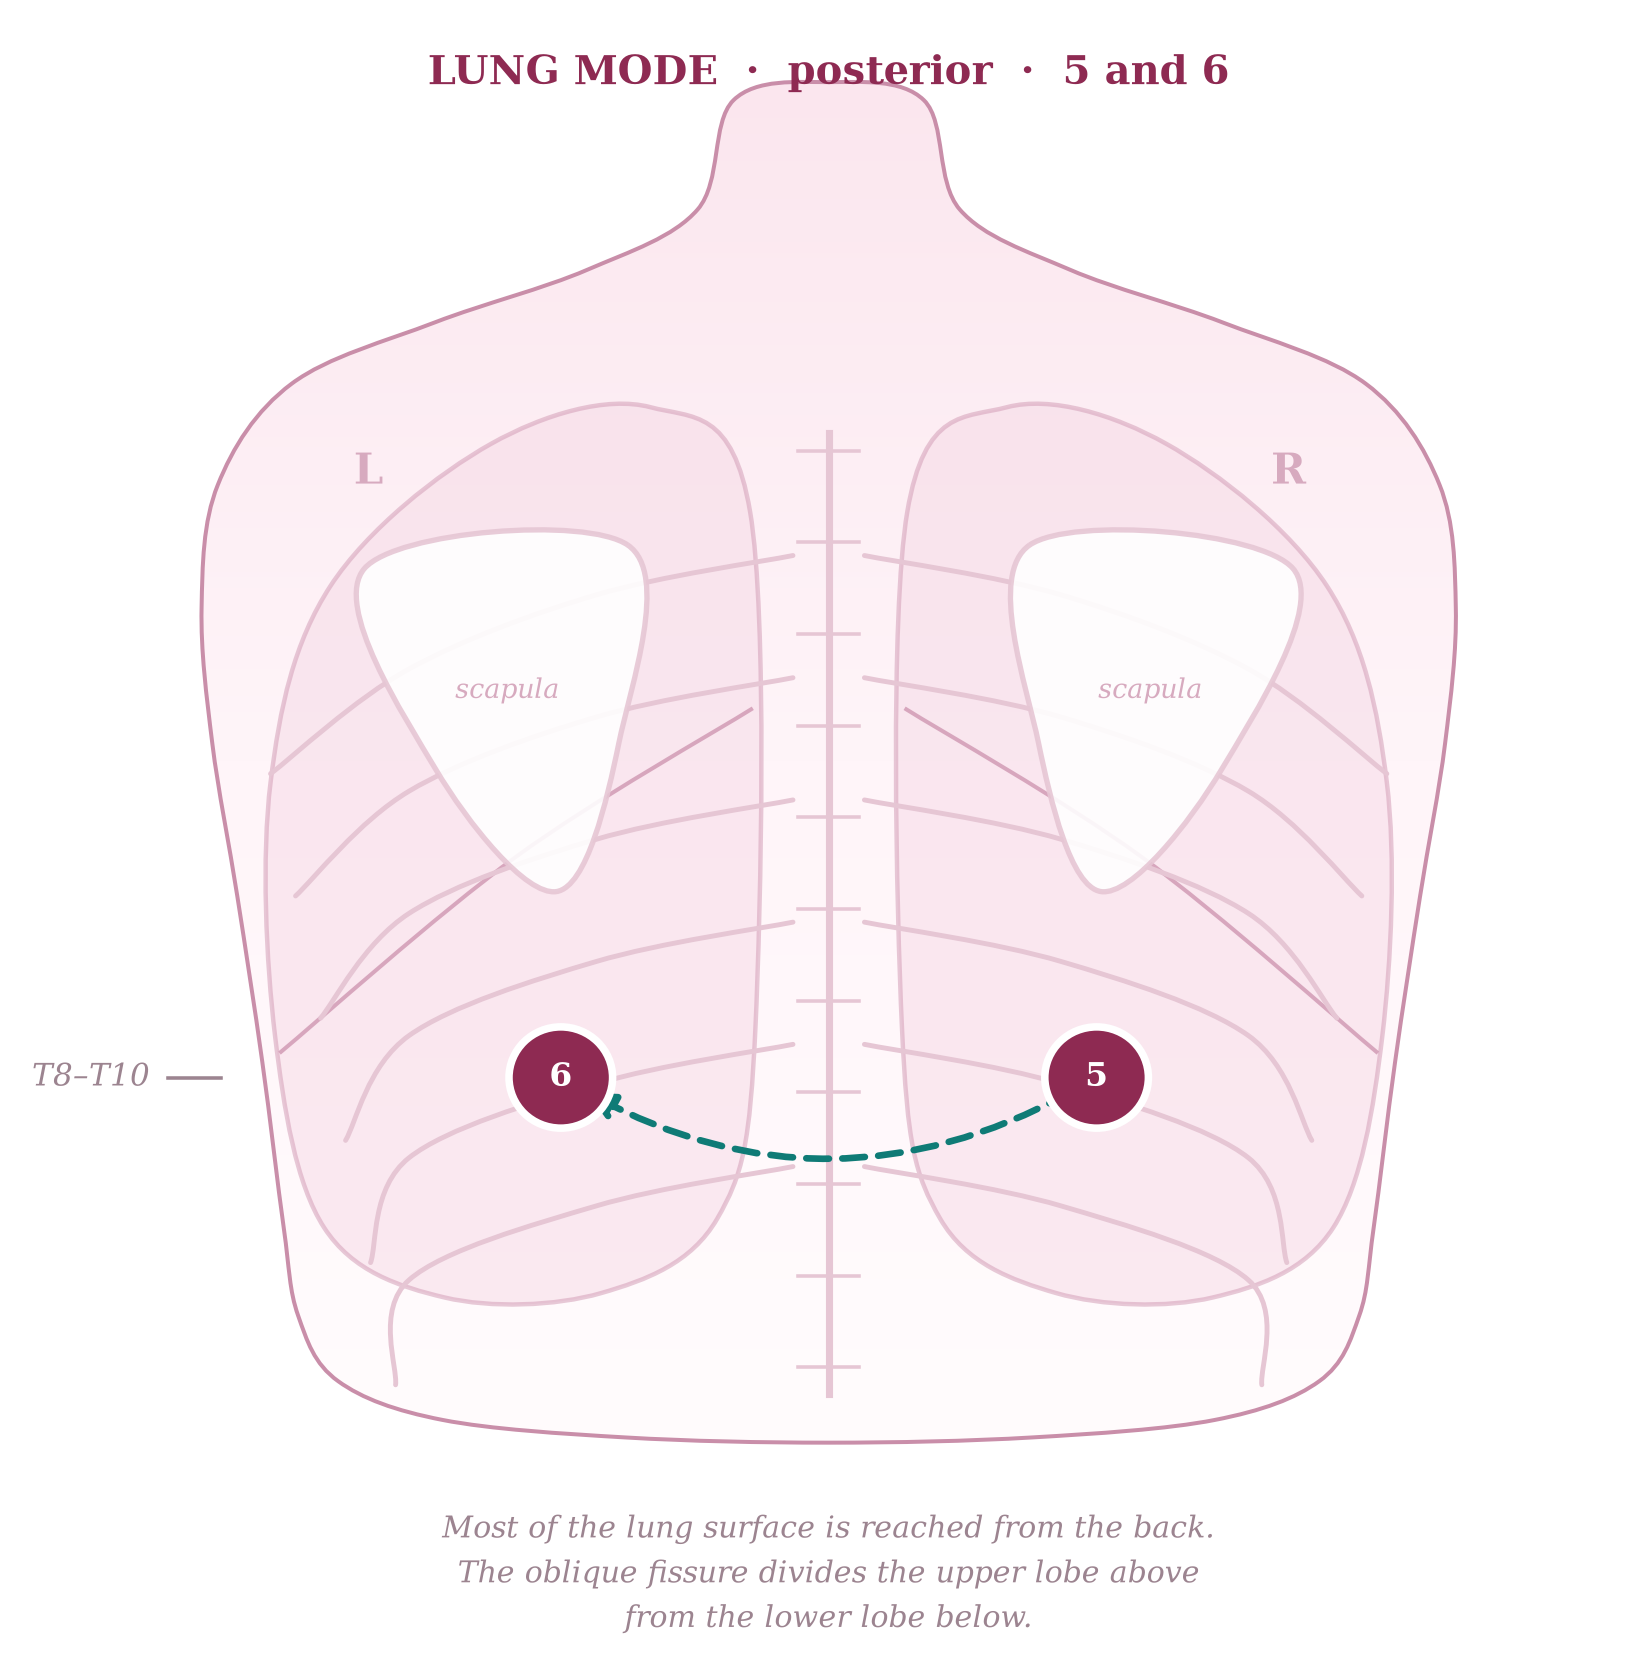 LUNG MODE · posterior · 5 and 6
L
R
scapula
scapula
T8–T10
6
5
Most of the lung surface is reached from the back.
The oblique fissure divides the upper lobe above
from the lower lobe below.